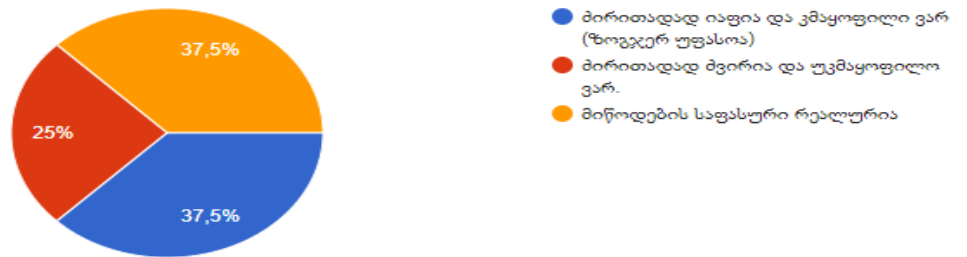 37,5%
25%
37,5%
ძირითადად იაფია და კმაყოფილი ვარ
(ზოგჯერ უფასოა)
ძირითადად ძვირია და უკმაყოფილო
ვარ.
მიწოდების საფასური რეალურია